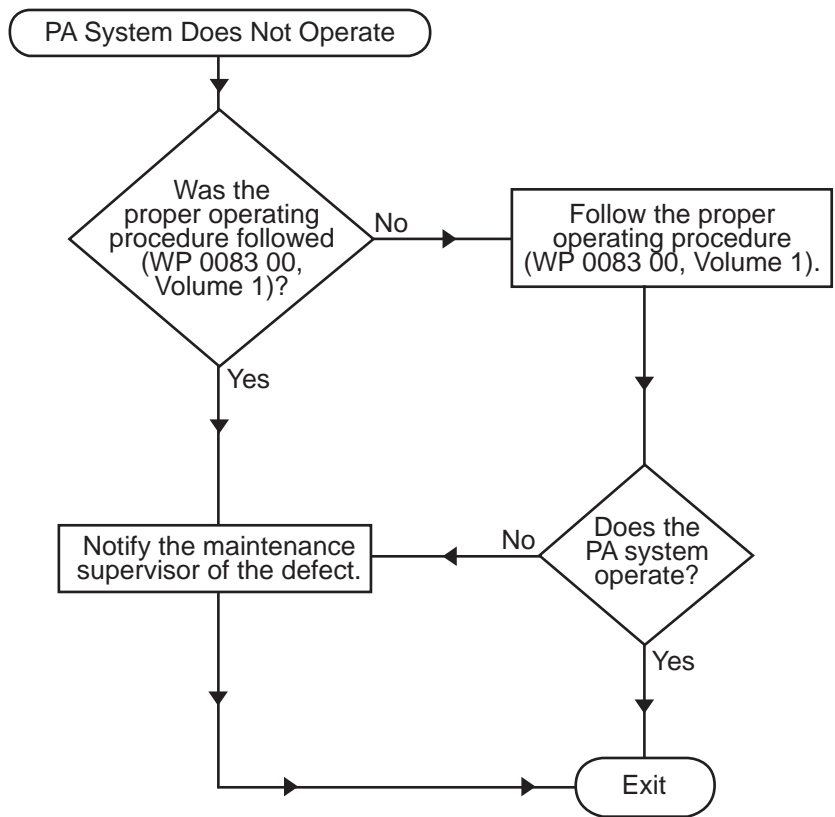 PA System Does Not Operate
Was the
proper operating
procedure followed
(WP 0083 00,
Volume 1)?
No
Follow the proper
operating procedure
(WP 0083 00, Volume 1).
Yes
Notify the maintenance
supervisor of the defect.
No
Does the
PA system
operate?
Yes
Exit